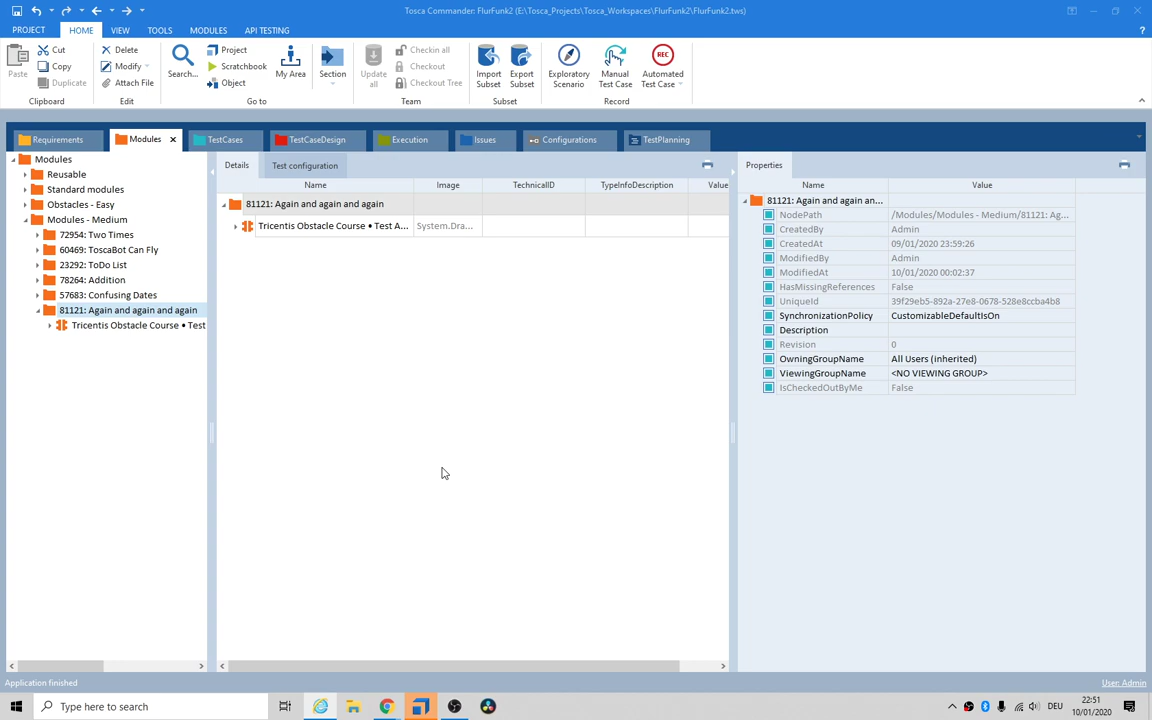 Tosca Commander: FlurFunk2 (E:\Tosca_Projects\Tosca_Workspaces\FlurFunk2\FlurFunk2.tws)
PROJECT HOME VIEW TOOLS MODULES API TESTING ?
Paste
Cut
Copy
Duplicate
Clipboard
Delete
Modify
Attach File
Edit
Search...
Project
Scratchbook
Object
My Area
Section
Go to
Update all
Checkin all
Checkout
Checkout Tree
Team
Import Subset
Export Subset
Subset
Exploratory Scenario
Manual Test Case
REC
Automated Test Case
Record
Requirements Modules TestCases TestCaseDesign Execution Issues Configurations TestPlanning
Modules
Reusable
Standard modules
Obstacles - Easy
Modules - Medium
72954: Two Times
60469: ToscaBot Can Fly
23292: ToDo List
78264: Addition
57683: Confusing Dates
81121: Again and again and again
Tricentis Obstacle Course • Test
Details Test configuration
Name Image TechnicalID TypeInfoDescription Value
81121: Again and again and again
Tricentis Obstacle Course • Test A... System.Dra...
Properties
Name Value
81121: Again and again an...
NodePath /Modules/Modules - Medium/81121: Ag...
CreatedBy Admin
CreatedAt 09/01/2020 23:59:26
ModifiedBy Admin
ModifiedAt 10/01/2020 00:02:37
HasMissingReferences False
UniqueId 39f29eb5-892a-27e8-0678-528e8ccba4b8
SynchronizationPolicy CustomizableDefaultIsOn
Description
Revision 0
OwningGroupName All Users (inherited)
ViewingGroupName <NO VIEWING GROUP>
IsCheckedOutByMe False
Application finished
User: Admin
Type here to search
DEU
22:51
10/01/2020